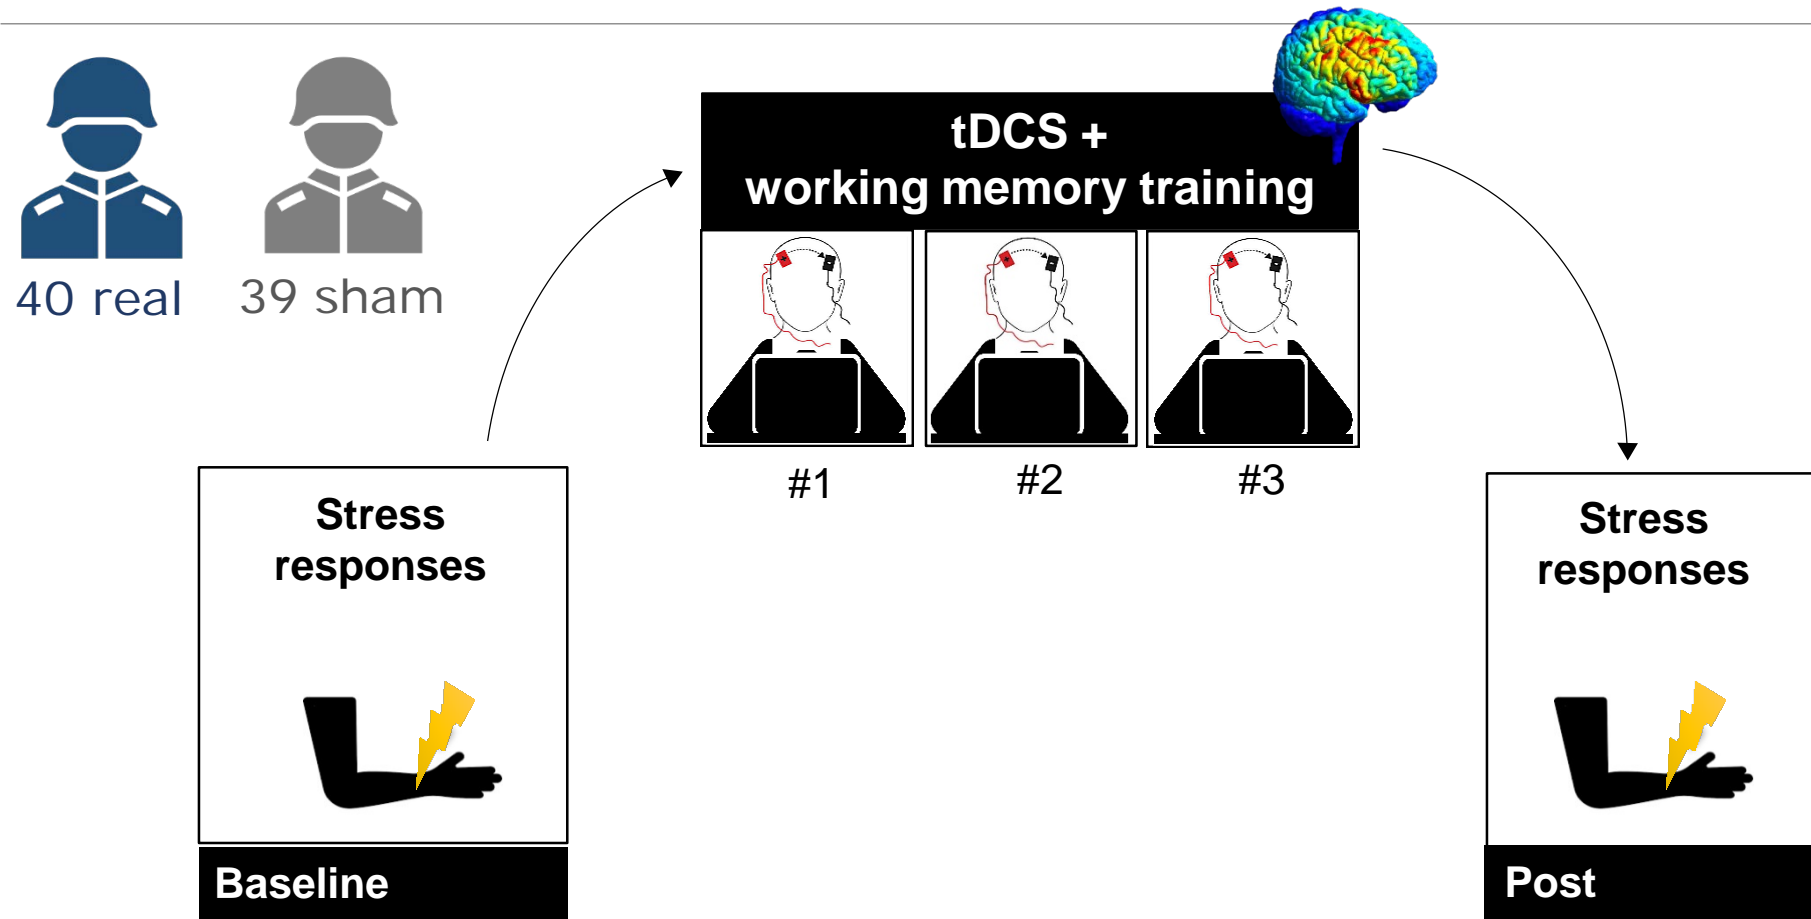 40 real
39 sham
tDCS +
working memory training
#1
#2
#3
Stress
responses
Baseline
Stress
responses
Post